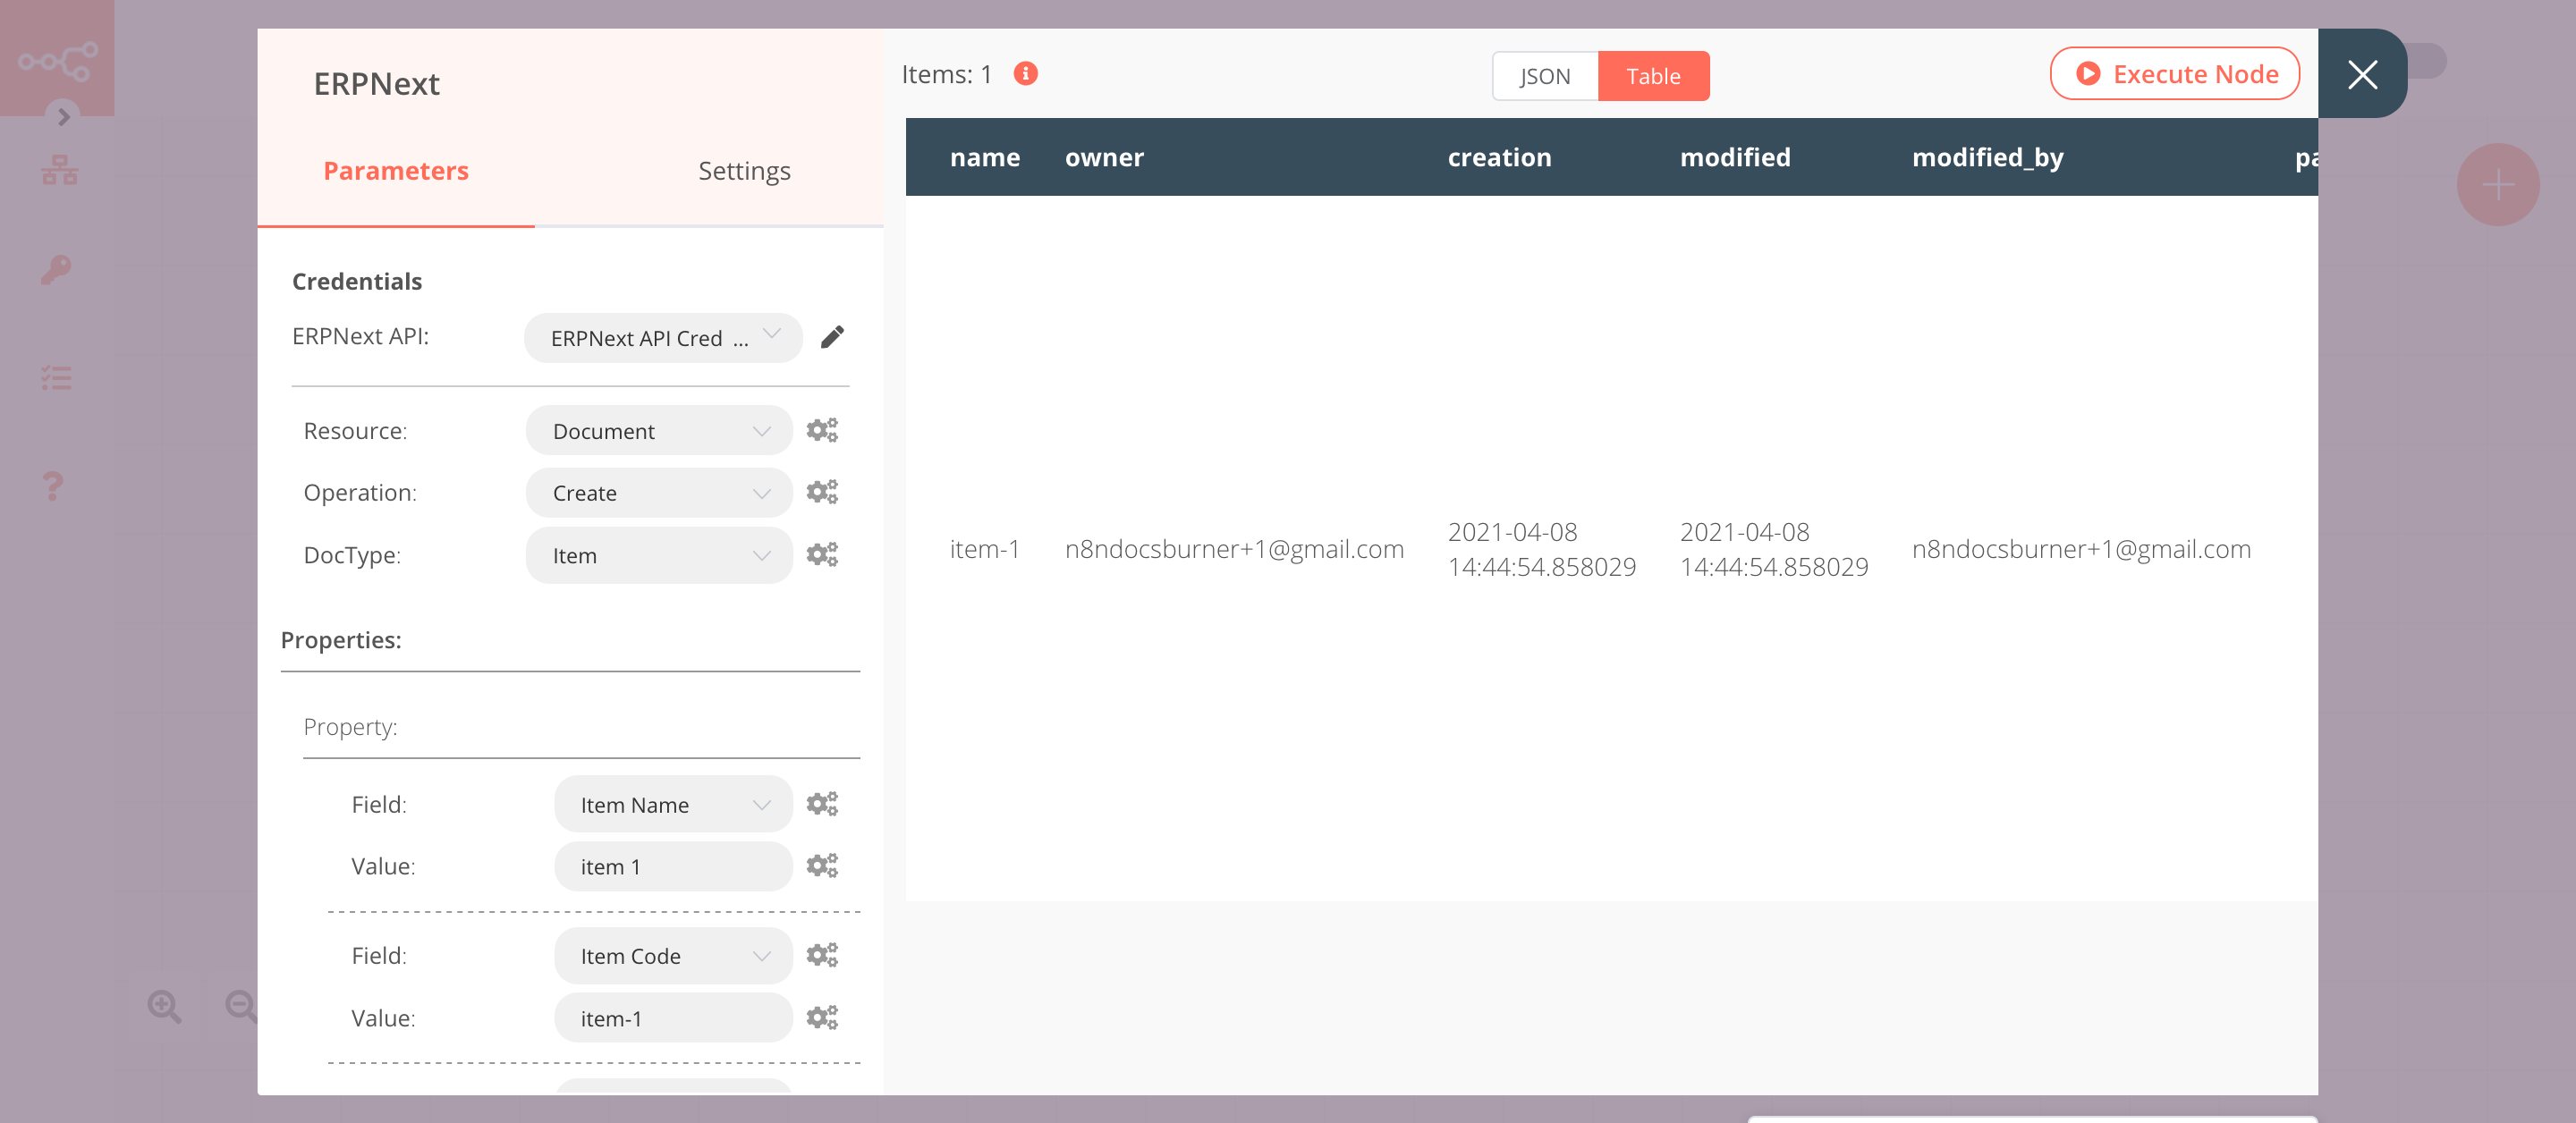 ERPNext
Parameters
Settings
Credentials
ERPNext API:
ERPNext API Cred ...
Resource:
Document
Operation:
Create
DocType:
Item
Properties:
Property:
Field:
Item Name
Value:
item 1
Field:
Item Code
Value:
item-1
Items: 1
JSON
Table
Execute Node
name owner creation modified modified_by pa
item-1 n8ndocsburner+1@gmail.com 2021-04-08 14:44:54.858029 2021-04-08 14:44:54.858029 n8ndocsburner+1@gmail.com